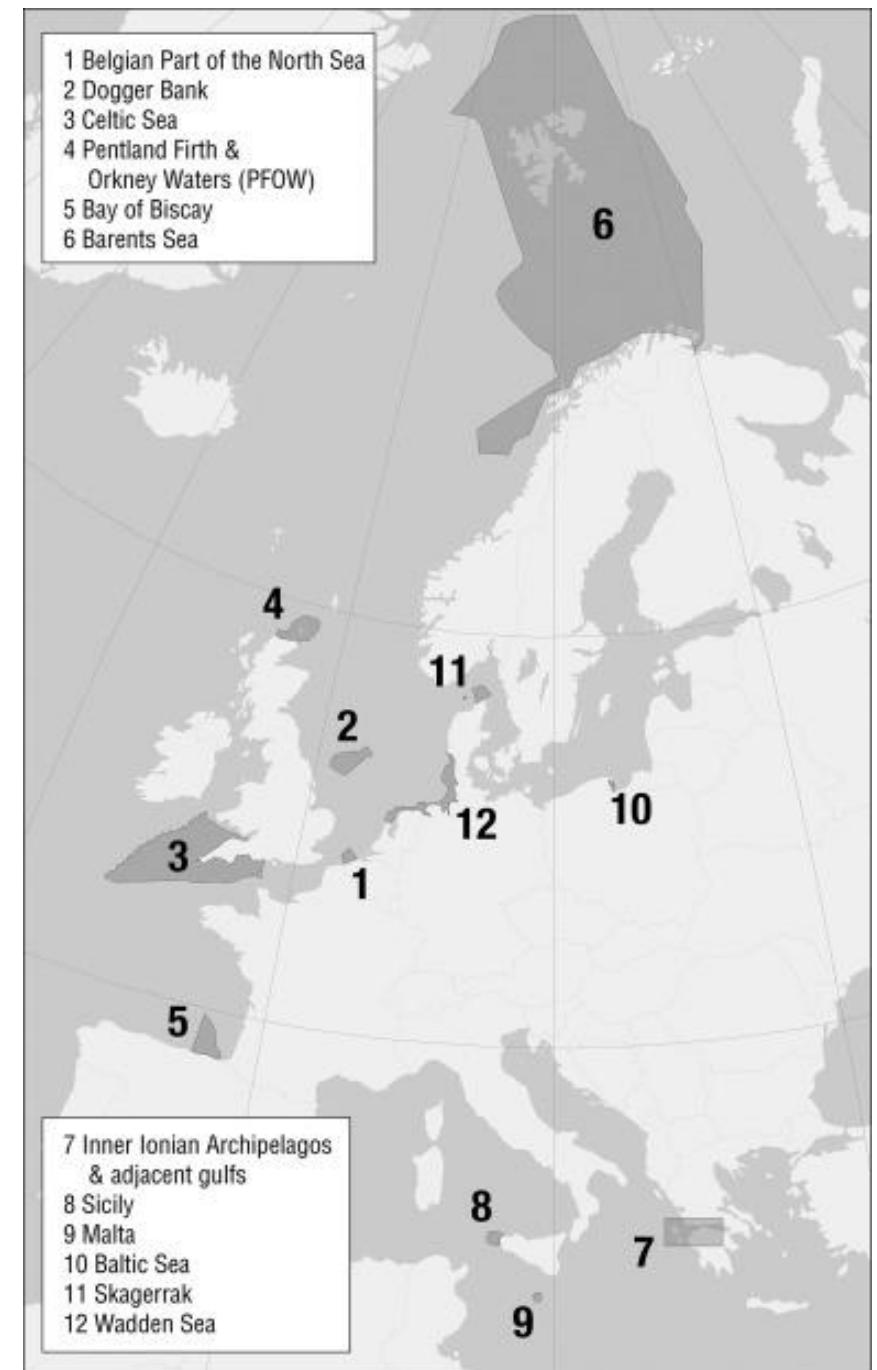 1 Belgian Part of the North Sea
2 Dogger Bank
3 Celtic Sea
4 Pentland Firth &
Orkney Waters (PFOW)
5 Bay of Biscay
6 Barents Sea
6
4
11
2
10
12
3
1
5
7 Inner Ionian Archipelagos
& adjacent gulfs
8 Sicily
9 Malta
10 Baltic Sea
11 Skagerrak
12 Wadden Sea
8
7
9